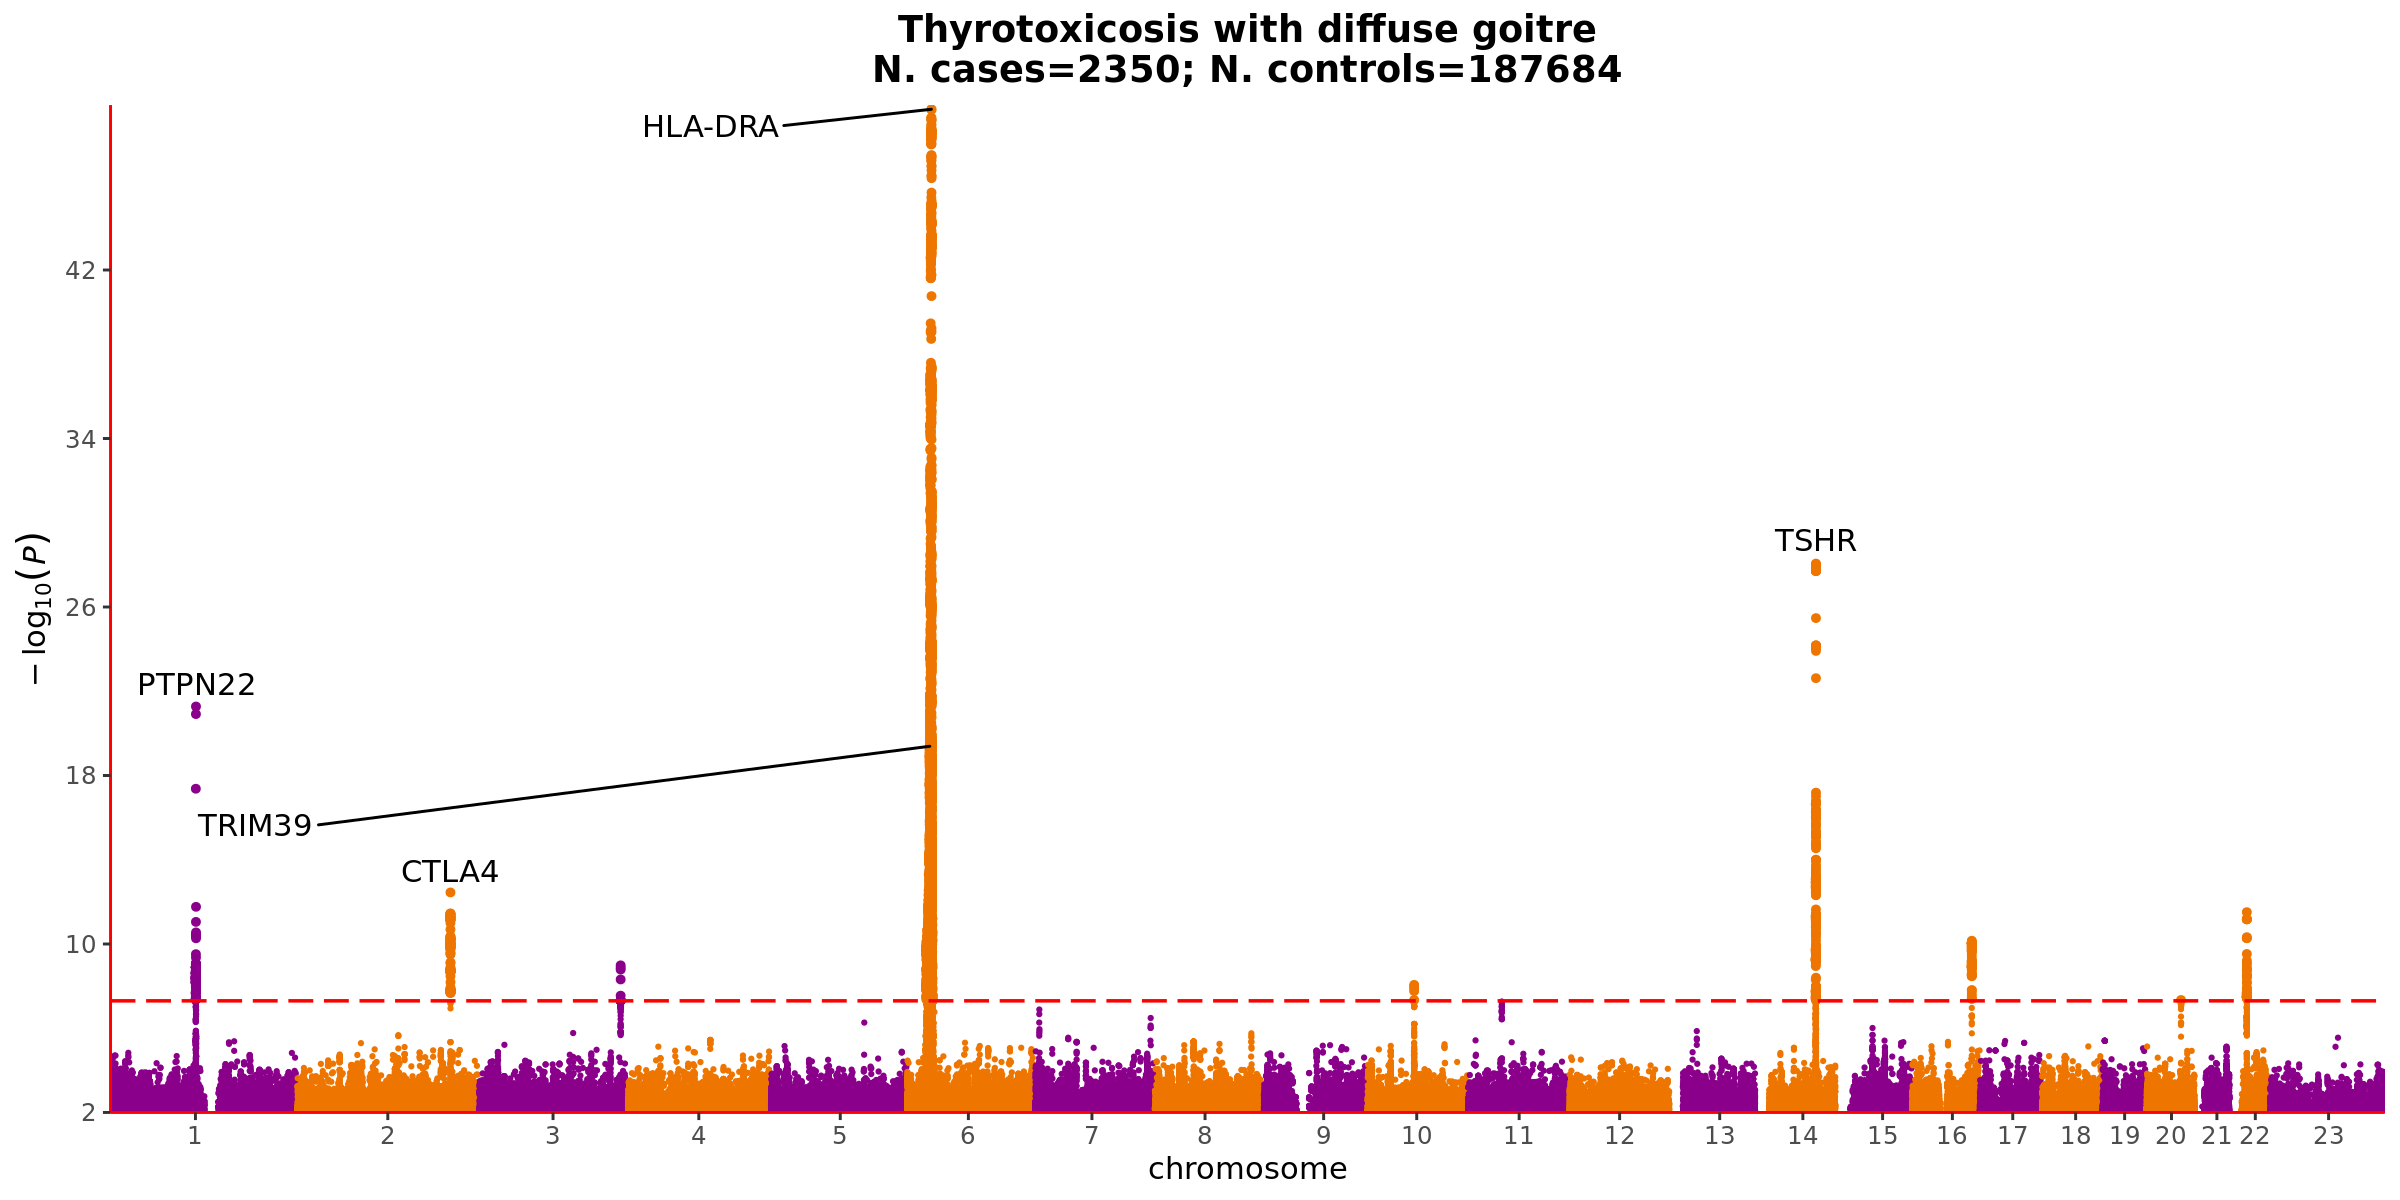 Thyrotoxicosis with diffuse goitre
N. cases=2350; N. controls=187684
HLA-DRA
TSHR
PTPN22
TRIM39
CTLA4
− log10(P)
42
34
26
18
10
2
1 2 3 4 5 6 7 8 9 10 11 12 13 14 15 16 17 18 19 20 21 22 23
chromosome